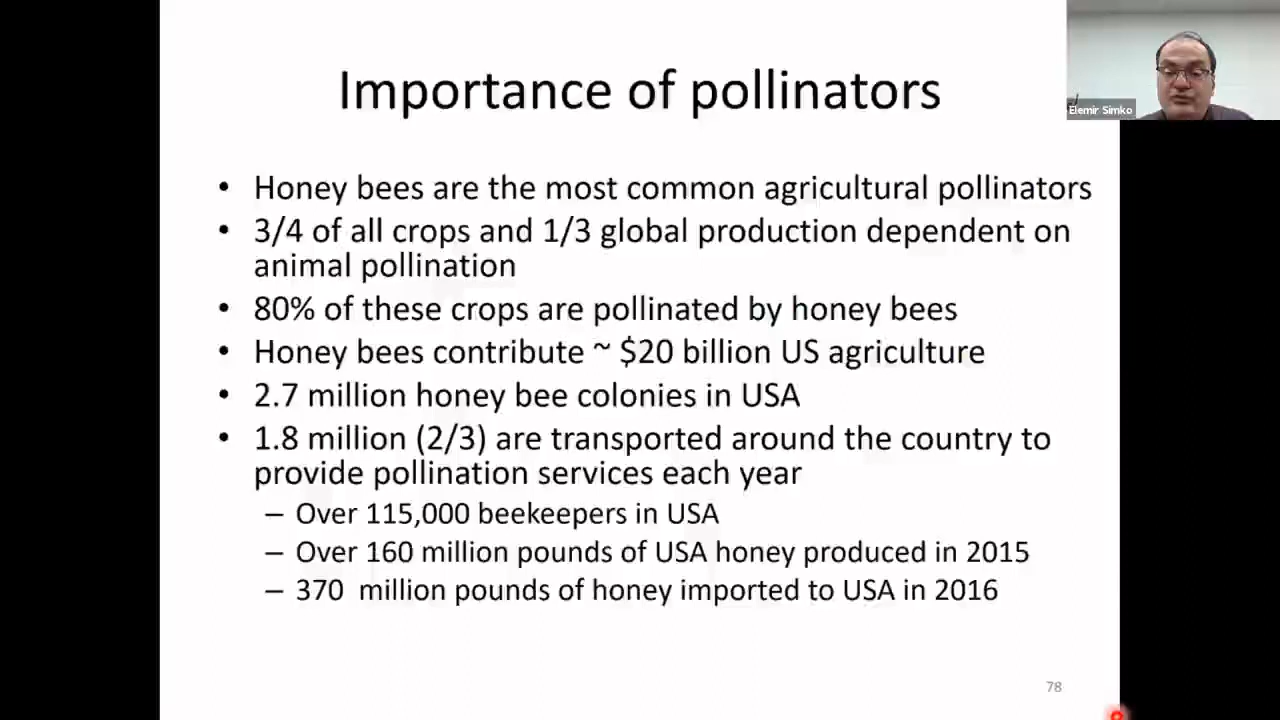 Importance of pollinators
Elemir Simko
• Honey bees are the most common agricultural pollinators
• 3/4 of all crops and 1/3 global production dependent on
animal pollination
• 80% of these crops are pollinated by honey bees
• Honey bees contribute ~ $20 billion US agriculture
• 2.7 million honey bee colonies in USA
• 1.8 million (2/3) are transported around the country to
provide pollination services each year
– Over 115,000 beekeepers in USA
– Over 160 million pounds of USA honey produced in 2015
– 370  million pounds of honey imported to USA in 2016
78